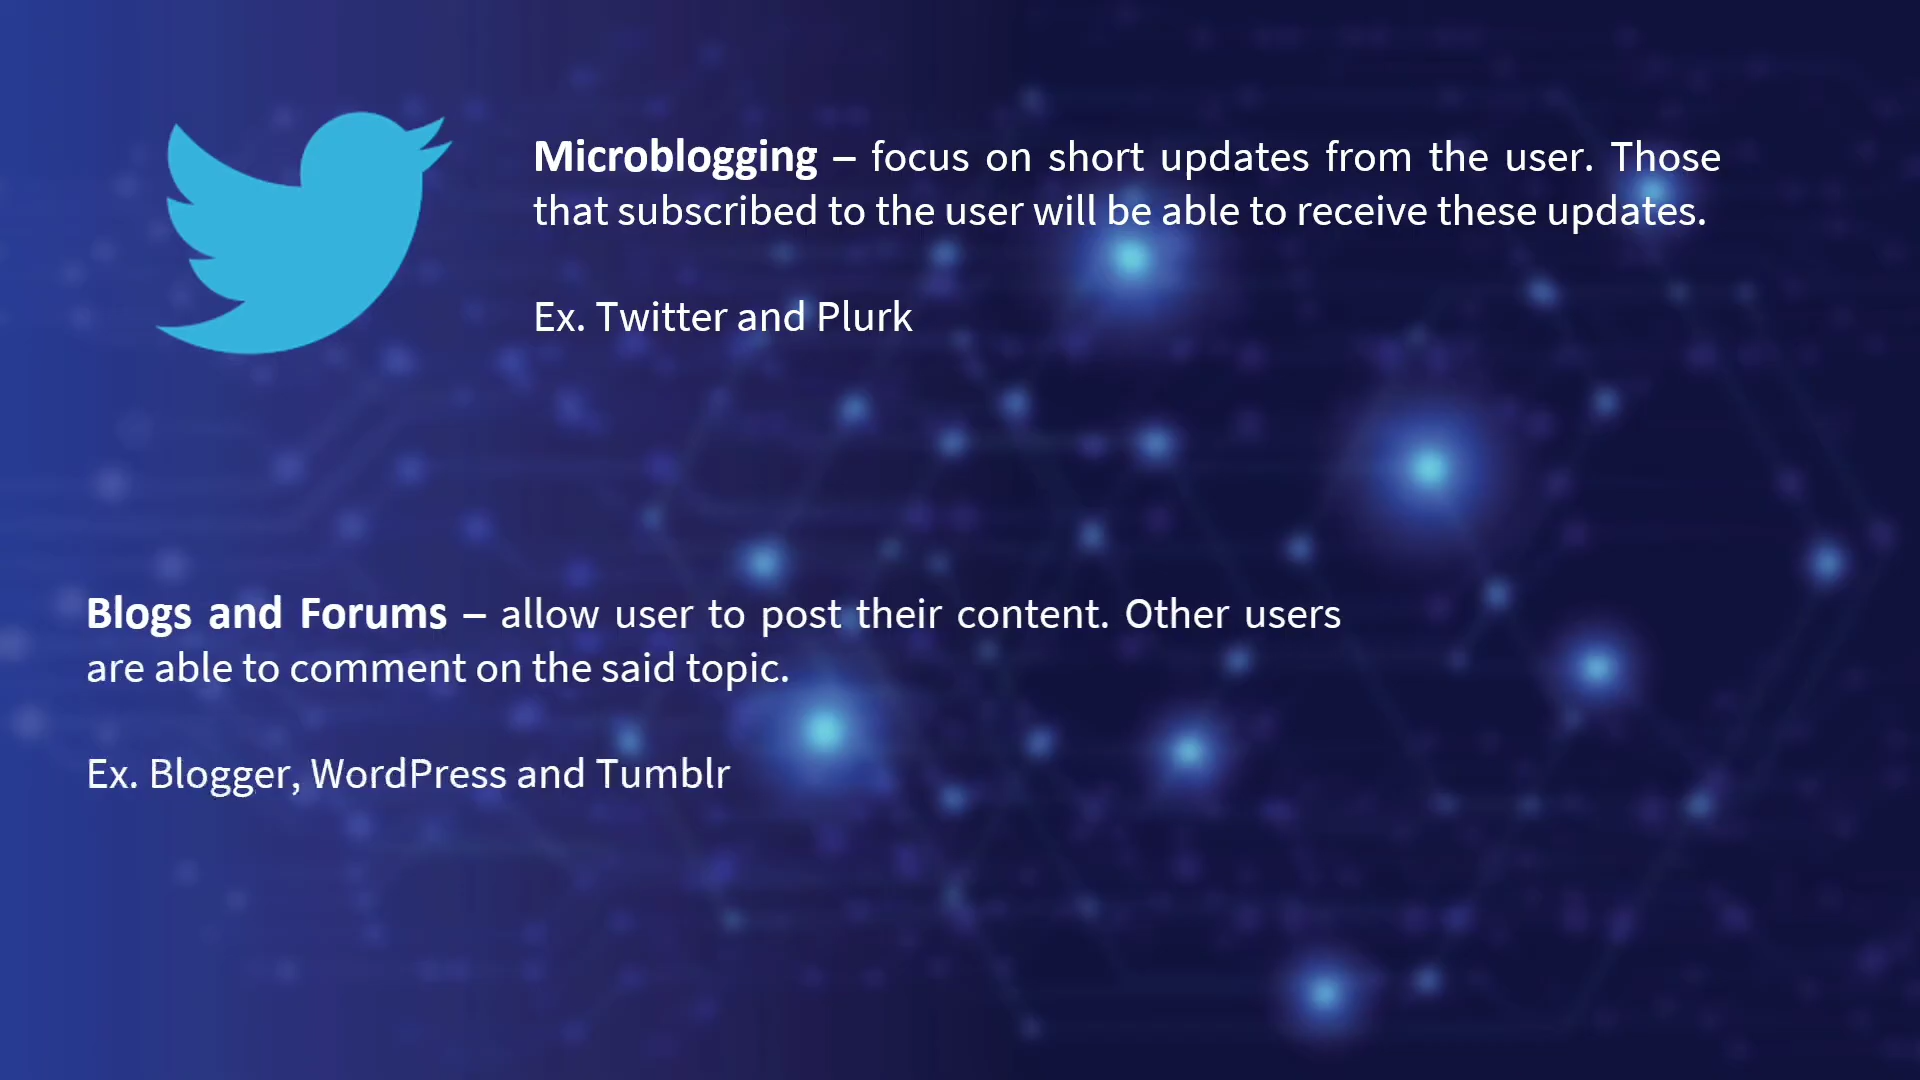 Microblogging – focus on short updates from the user. Those
that subscribed to the user will be able to receive these updates.
Ex. Twitter and Plurk
Blogs and Forums – allow user to post their content. Other users
are able to comment on the said topic.
Ex. Blogger, WordPress and Tumblr